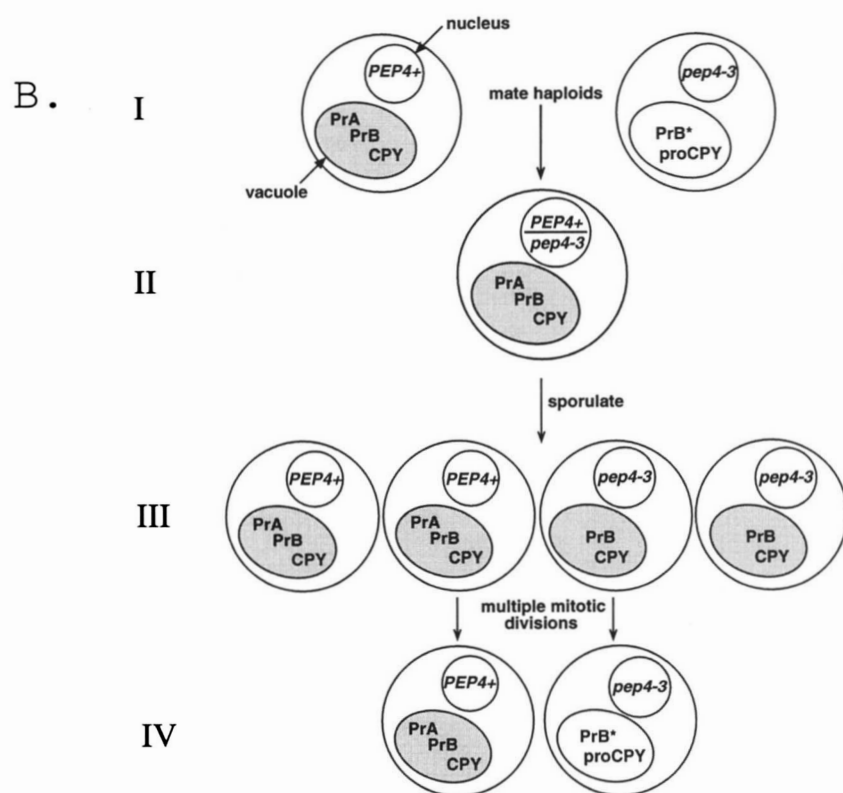 B.
I
nucleus
PEP4+
PrA
PrB
CPY
vacuole
mate haploids
pep4-3
PrB*
proCPY
II
PEP4+
pep4-3
PrA
PrB
CPY
sporulate
III
PEP4+
PrA
PrB
CPY
PEP4+
PrA
PrB
CPY
pep4-3
PrB
CPY
pep4-3
PrB
CPY
multiple mitotic
divisions
IV
PEP4+
PrA
PrB
CPY
pep4-3
PrB*
proCPY